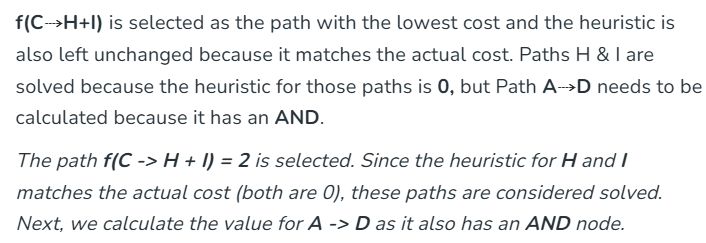 f(C⇢H+I) is selected as the path with the lowest cost and the heuristic is
also left unchanged because it matches the actual cost. Paths H & I are
solved because the heuristic for those paths is 0, but Path A⇢D needs to be
calculated because it has an AND.
The path f(C -> H + I) = 2 is selected. Since the heuristic for H and I
matches the actual cost (both are 0), these paths are considered solved.
Next, we calculate the value for A -> D as it also has an AND node.